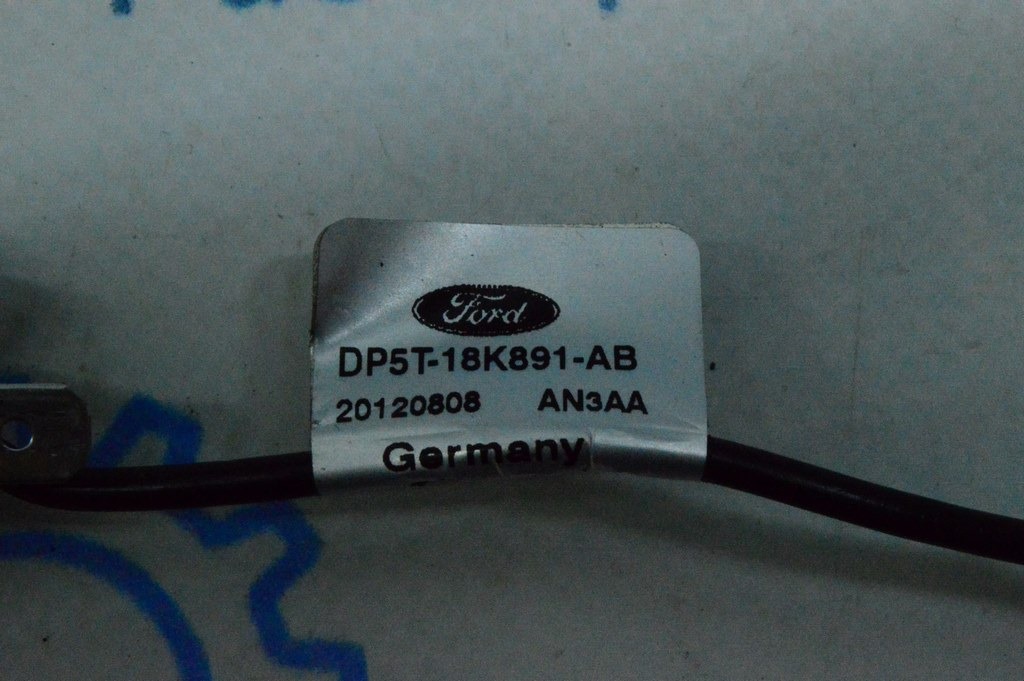 Ford
DP5T-18K891-AB
20120808 AN3AA
Germany